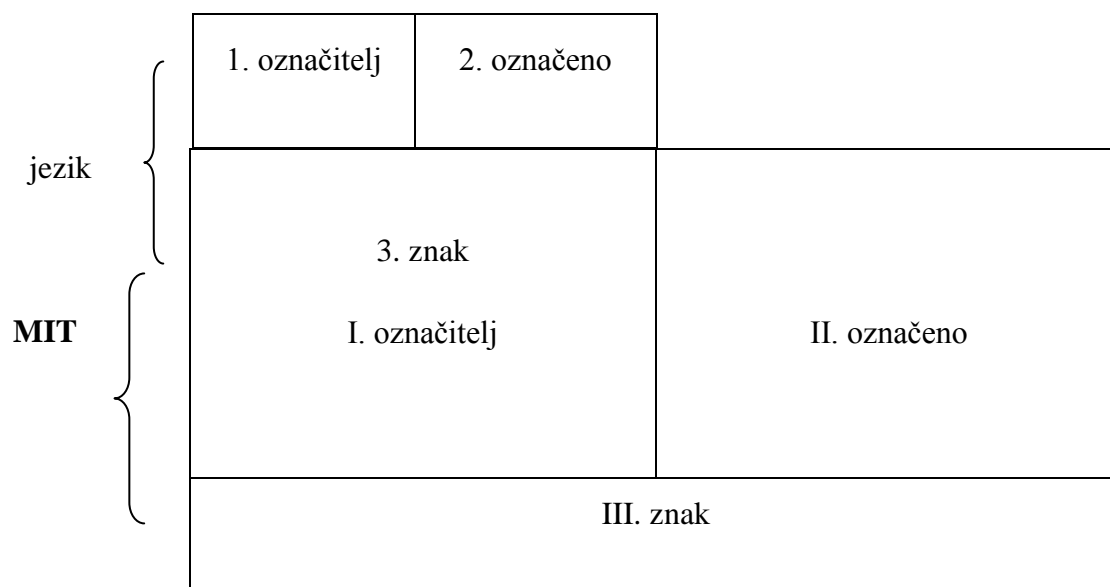 1. označitelj 2. označeno
jezik
3. znak
MIT I. označitelj II. označeno
III. znak